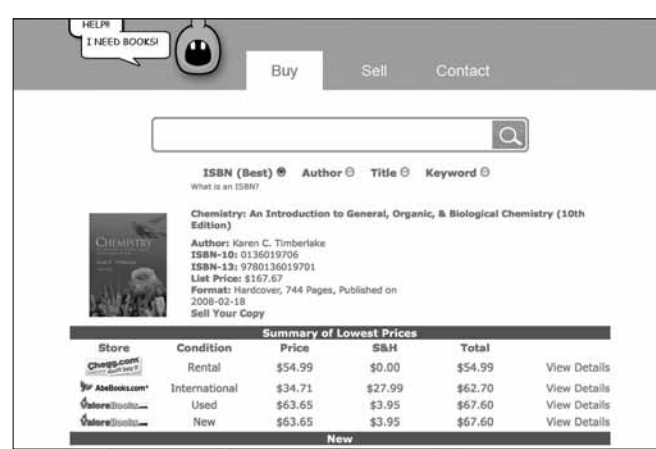 HELP!!
I NEED BOOKS!
Buy Sell Contact
ISBN (Best) Author Title Keyword
What is an ISBN?
Chemistry: An Introduction to General, Organic, & Biological Chemistry (10th
Edition)
CHEMISTRY
Author: Karen C. Timberlake
ISBN-10: 0136019706
ISBN-13: 9780136019701
List Price: $167.67
Format: Hardcover, 744 Pages, Published on
2008-02-18
Sell Your Copy
Summary of Lowest Prices
Store Condition Price S&H Total
Chegg.com Rental $54.99 $0.00 $54.99 View Details
AbeBooks.com International $34.71 $27.99 $62.70 View Details
ValoreBooks Used $63.65 $3.95 $67.60 View Details
ValoreBooks New $63.65 $3.95 $67.60 View Details
New